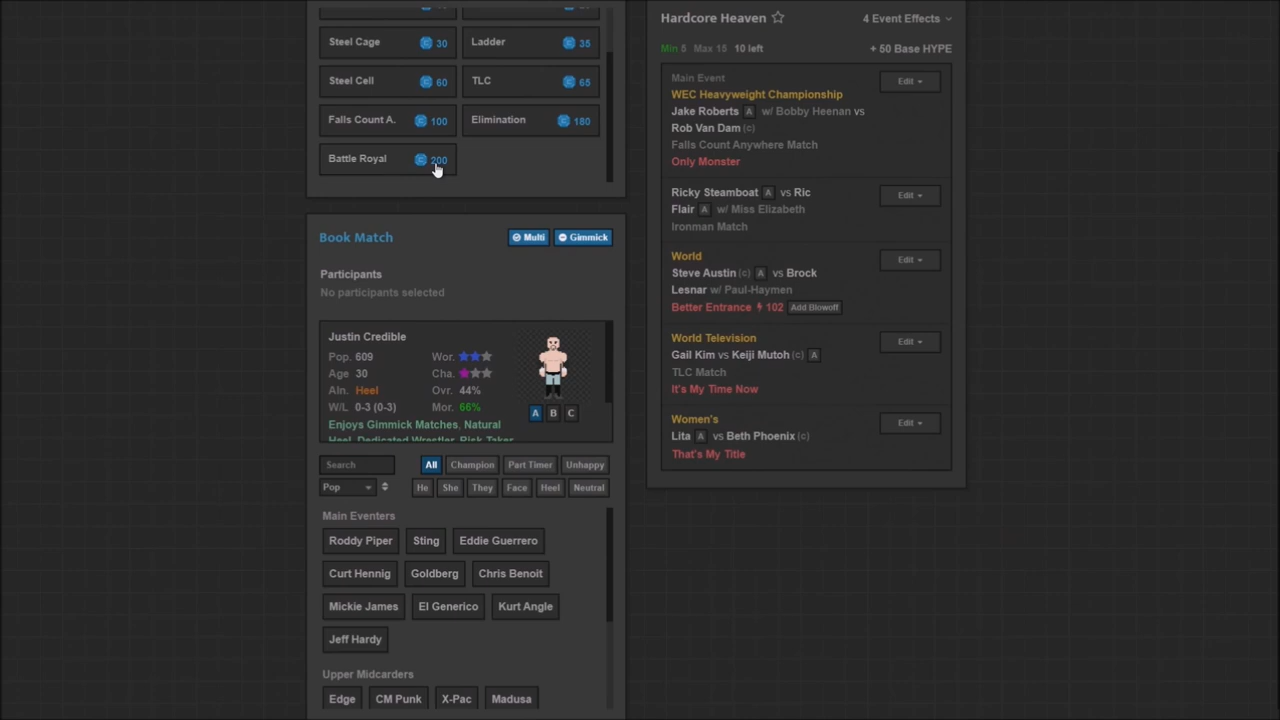 Steel Cage 30 Ladder 35
Steel Cell 60 TLC 65
Falls Count A. 100 Elimination 180
Battle Royal 200
Book Match Multi Gimmick
Participants
No participants selected
Justin Credible
Pop. 609 Wor.
Age 30 Cha.
Aln. Heel Ovr. 44%
W/L 0-3 (0-3) Mor. 66%
A B C
Enjoys Gimmick Matches, Natural
Heel, Dedicated Wrestler, Risk Taker
Search All Champion Part Timer Unhappy
Pop He She They Face Heel Neutral
Main Eventers
Roddy Piper Sting Eddie Guerrero
Curt Hennig Goldberg Chris Benoit
Mickie James El Generico Kurt Angle
Jeff Hardy
Upper Midcarders
Edge CM Punk X-Pac Madusa
Hardcore Heaven 4 Event Effects
Min 5 Max 15 10 left + 50 Base HYPE
Main Event Edit
WEC Heavyweight Championship
Jake Roberts A w/ Bobby Heenan vs
Rob Van Dam (c)
Falls Count Anywhere Match
Only Monster
Ricky Steamboat A vs Ric Edit
Flair A w/ Miss Elizabeth
Ironman Match
World Edit
Steve Austin (c) A vs Brock
Lesnar w/ Paul-Haymen
Better Entrance 102 Add Blowoff
World Television Edit
Gail Kim vs Keiji Mutoh (c) A
TLC Match
It's My Time Now
Women's Edit
Lita A vs Beth Phoenix (c)
That's My Title